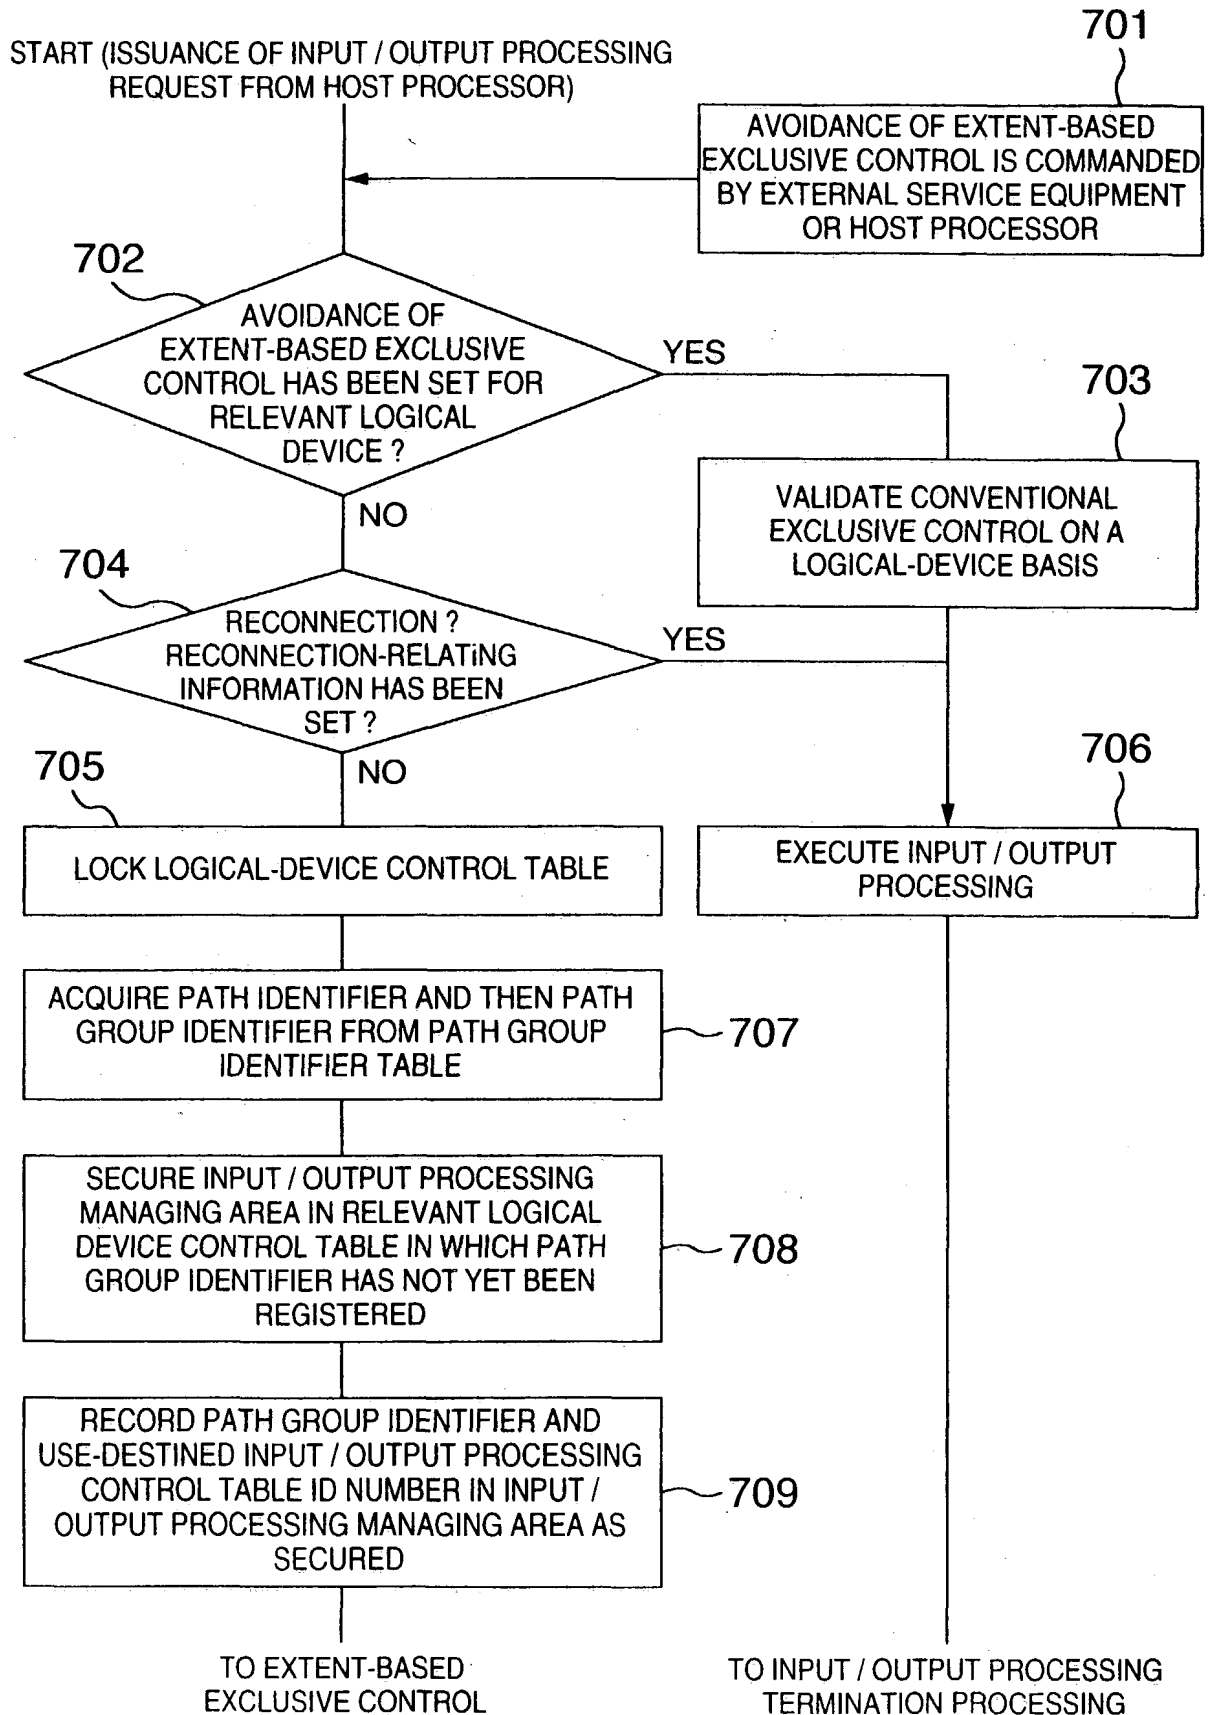 701
START (ISSUANCE OF INPUT / OUTPUT PROCESSING
REQUEST FROM HOST PROCESSOR)
AVOIDANCE OF EXTENT-BASED
EXCLUSIVE CONTROL IS COMMANDED
BY EXTERNAL SERVICE EQUIPMENT
OR HOST PROCESSOR
702
AVOIDANCE OF
EXTENT-BASED EXCLUSIVE
CONTROL HAS BEEN SET FOR
RELEVANT LOGICAL
DEVICE ?
YES
NO
703
VALIDATE CONVENTIONAL
EXCLUSIVE CONTROL ON A
LOGICAL-DEVICE BASIS
704
RECONNECTION ?
RECONNECTION-RELATiNG
INFORMATION HAS BEEN
SET ?
YES
NO
705
LOCK LOGICAL-DEVICE CONTROL TABLE
706
EXECUTE INPUT / OUTPUT
PROCESSING
ACQUIRE PATH IDENTIFIER AND THEN PATH
GROUP IDENTIFIER FROM PATH GROUP
IDENTIFIER TABLE
707
SECURE INPUT / OUTPUT PROCESSING
MANAGING AREA IN RELEVANT LOGICAL
DEVICE CONTROL TABLE IN WHICH PATH
GROUP IDENTIFIER HAS NOT YET BEEN
REGISTERED
708
RECORD PATH GROUP IDENTIFIER AND
USE-DESTINED INPUT / OUTPUT PROCESSING
CONTROL TABLE ID NUMBER IN INPUT /
OUTPUT PROCESSING MANAGING AREA AS
SECURED
709
TO EXTENT-BASED
EXCLUSIVE CONTROL
TO INPUT / OUTPUT PROCESSING
TERMINATION PROCESSING